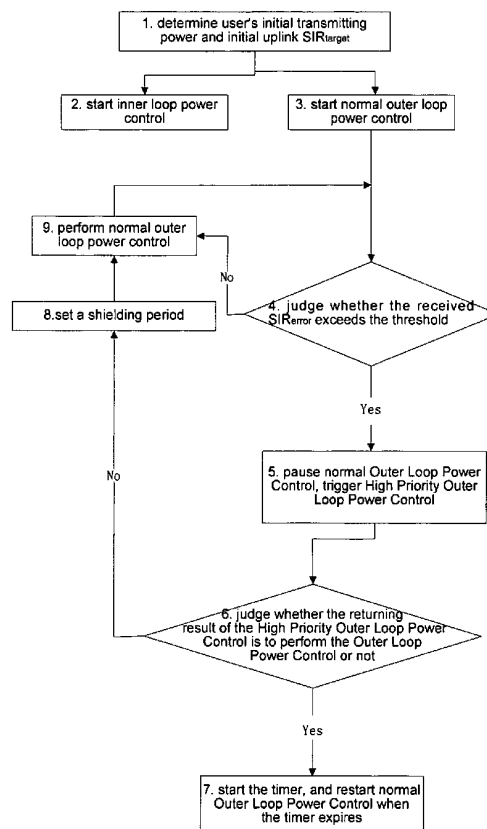 1. determine user's initial transmitting
power and initial uplink SIRtarget
2. start inner loop power
control
3. start normal outer loop
power control
9. perform normal outer
loop power control
No
8.set a shielding period
4. judge whether the received
SIRerror exceeds the threshold
Yes
5. pause normal Outer Loop Power
Control, trigger High Priority Outer
Loop Power Control
No
6. judge whether the returning
result of the High Priority Outer Loop Power
Control is to perform the Outer Loop
Power Control or not
Yes
7. start the timer, and restart normal
Outer Loop Power Control when
the timer expires